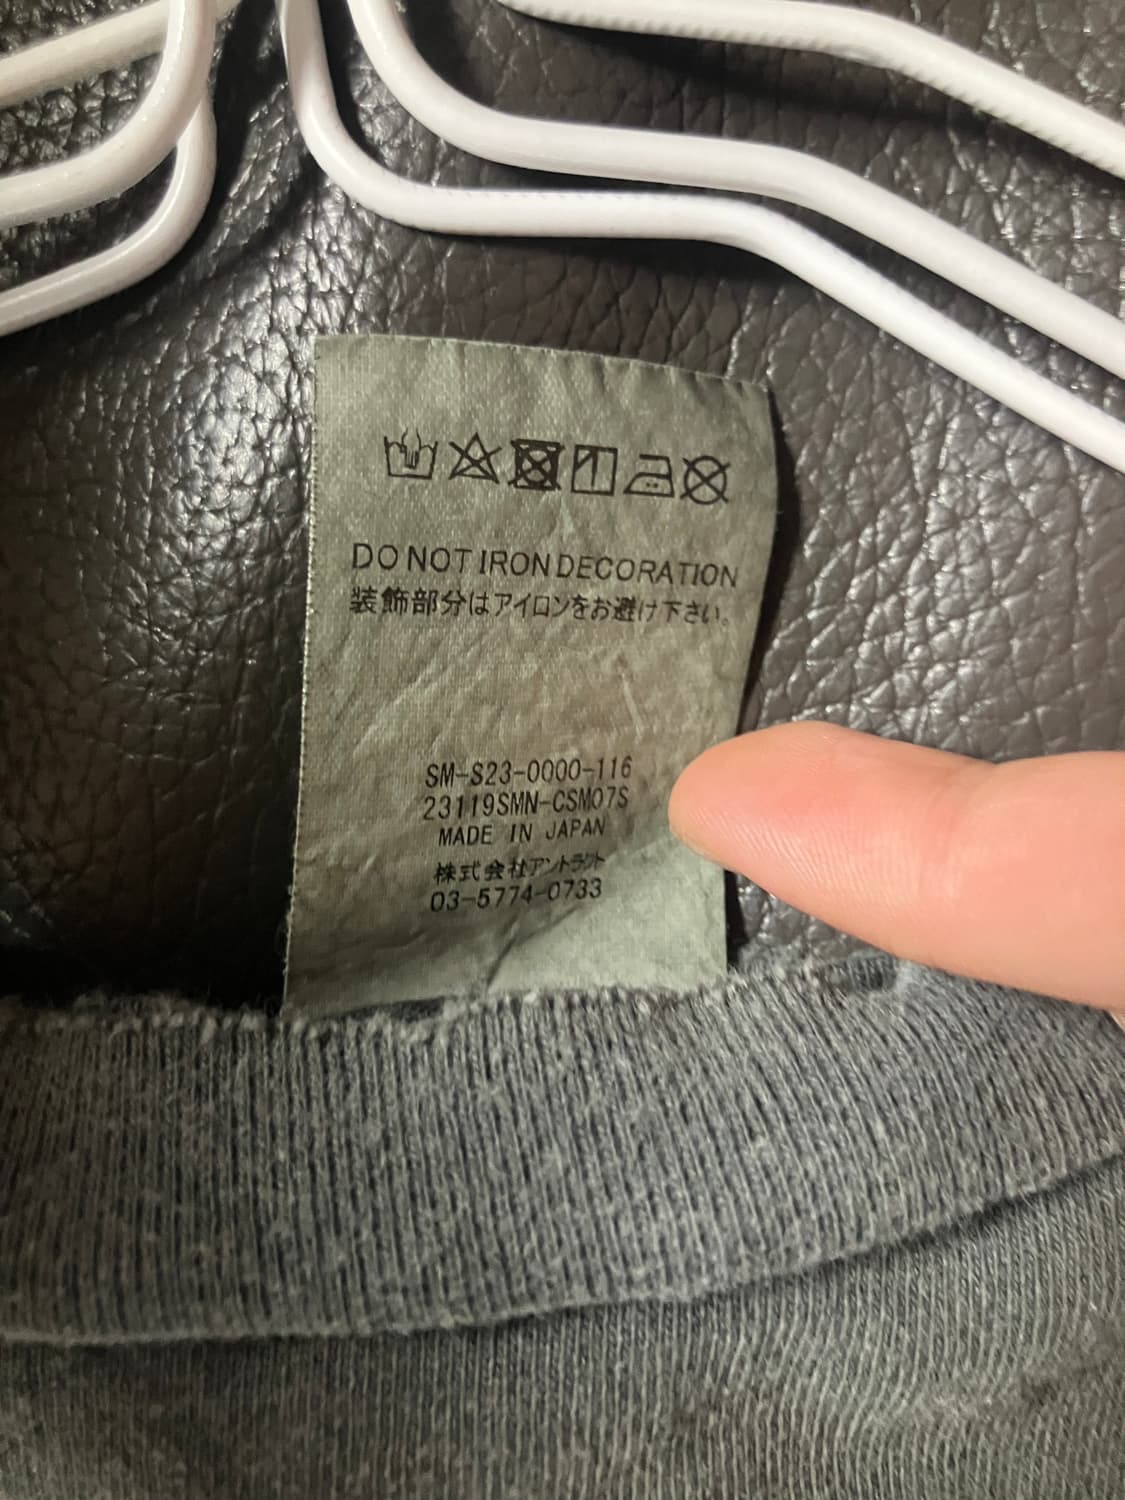 DO NOT IRON DECORATION
装飾部分はアイロンをお避け下さい。
SM-S23-0000-116
23119SMN-CSM07S
MADE IN JAPAN
株式会社アントラクト
03-5774-0733